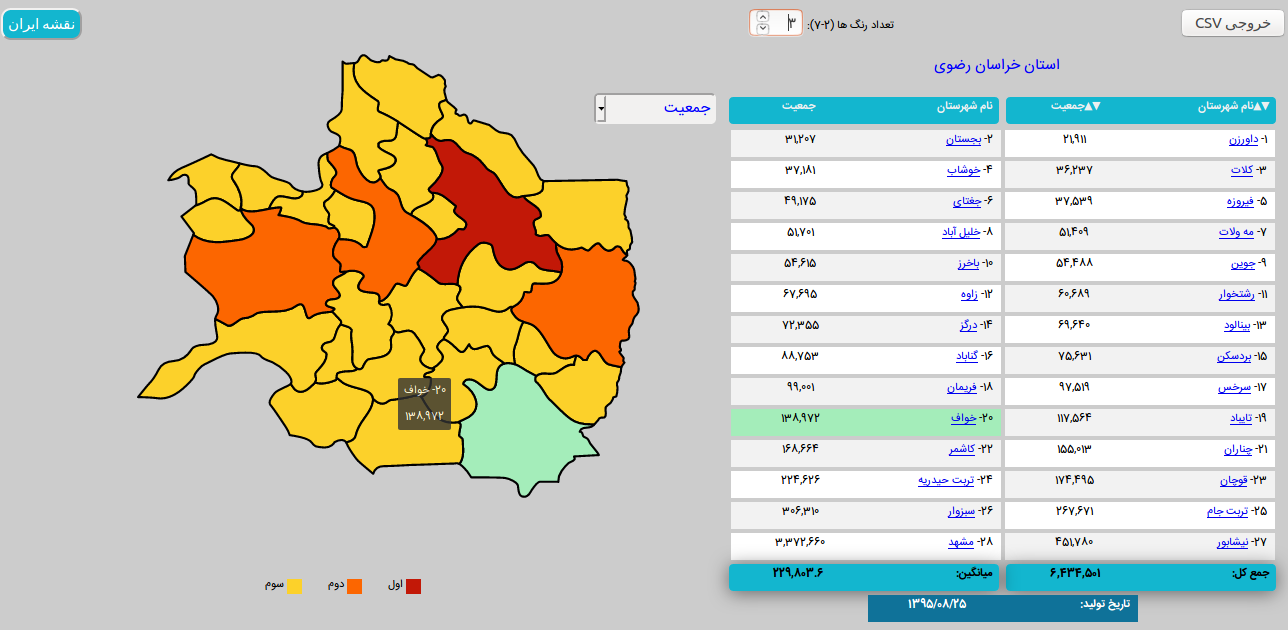 خروجی CSV
تعداد رنگ ها (۲-۷): ۳
نقشه ایران
استان خراسان رضوی
جمعیت
▲▼نام شهرستان ▲▼جمعیت نام شهرستان جمعیت
۱- داورزن ۲۱,۹۱۱ ۲- بجستان ۳۱,۲۰۷
۳- کلات ۳۶,۲۳۷ ۴- خوشاب ۳۷,۱۸۱
۵- فیروزه ۳۷,۵۳۹ ۶- جغتای ۴۹,۱۷۵
۷- مه ولات ۵۱,۴۰۹ ۸- خلیل آباد ۵۱,۷۰۱
۹- جوین ۵۴,۴۸۸ ۱۰- باخرز ۵۴,۶۱۵
۱۱- رشتخوار ۶۰,۶۸۹ ۱۲- زاوه ۶۷,۶۹۵
۱۳- بینالود ۶۹,۶۴۰ ۱۴- درگز ۷۲,۳۵۵
۱۵- بردسکن ۷۵,۶۳۱ ۱۶- گناباد ۸۸,۷۵۳
۱۷- سرخس ۹۷,۵۱۹ ۱۸- فریمان ۹۹,۰۰۱
۱۹- تایباد ۱۱۷,۵۶۴ ۲۰- خواف ۱۳۸,۹۷۲
۲۱- چناران ۱۵۵,۰۱۳ ۲۲- کاشمر ۱۶۸,۶۶۴
۲۳- قوچان ۱۷۴,۴۹۵ ۲۴- تربت حیدریه ۲۲۴,۶۲۶
۲۵- تربت جام ۲۶۷,۶۷۱ ۲۶- سبزوار ۳۰۶,۳۱۰
۲۷- نیشابور ۴۵۱,۷۸۰ ۲۸- مشهد ۳,۳۷۲,۶۶۰
جمع کل: ۶,۴۳۴,۵۰۱ میانگین: ۲۲۹,۸۰۳.۶
تاریخ تولید: ۱۳۹۵/۰۸/۲۵
۲۰- خواف
۱۳۸,۹۷۲
اول دوم سوم